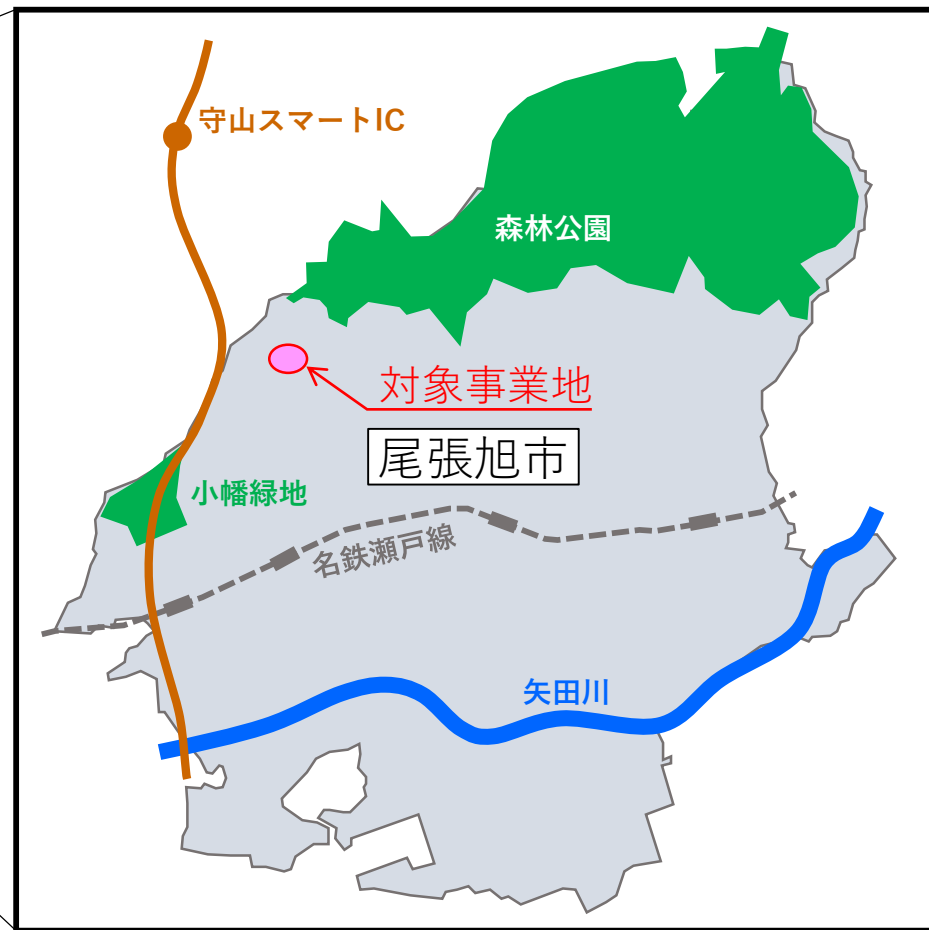 守山スマートIC
森林公園
対象事業地
尾張旭市
小幡緑地
名鉄瀬戸線
矢田川